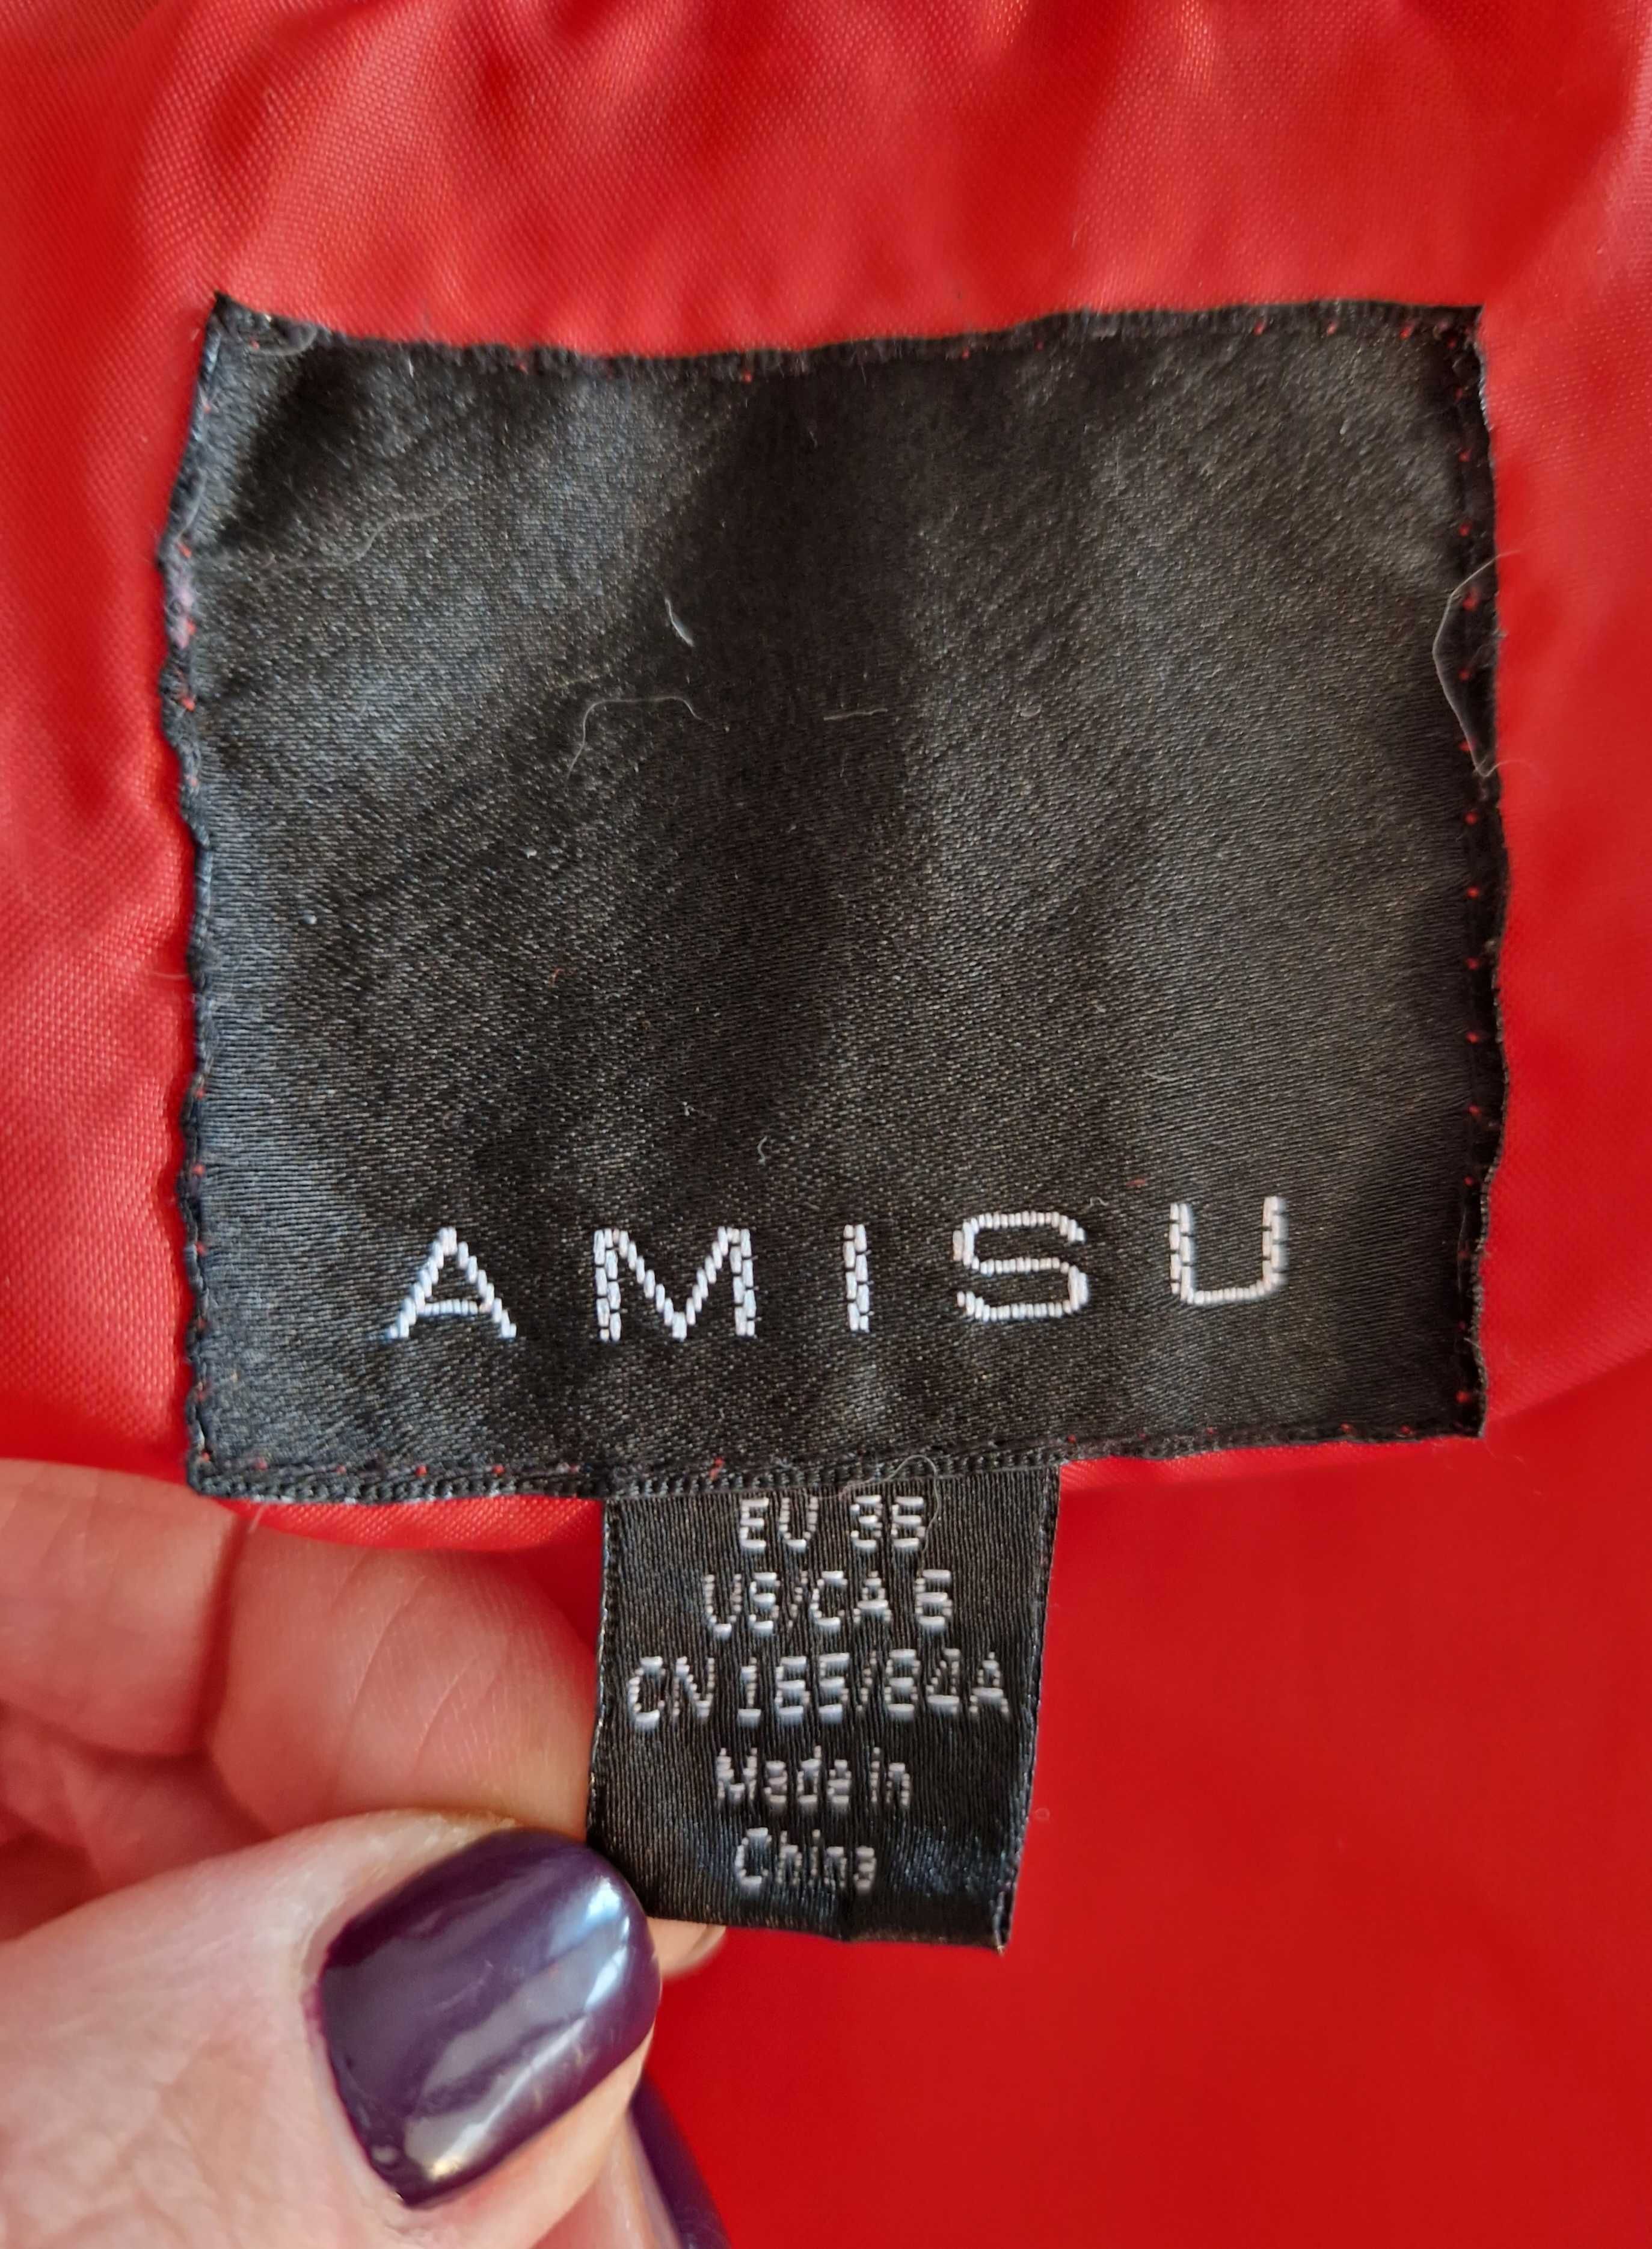 AMISU
EU 36
US/CA 6
CN 165/84A
Made in
China